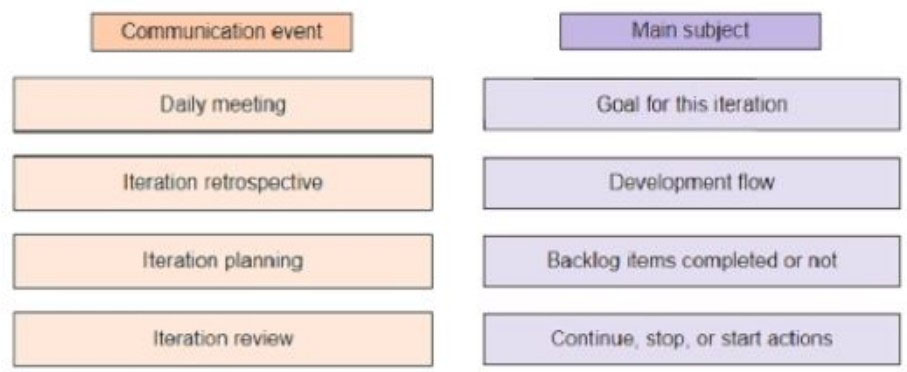 Communication event
Main subject
Daily meeting
Goal for this iteration
Iteration retrospective
Development flow
Iteration planning
Backlog items completed or not
Iteration review
Continue, stop, or start actions